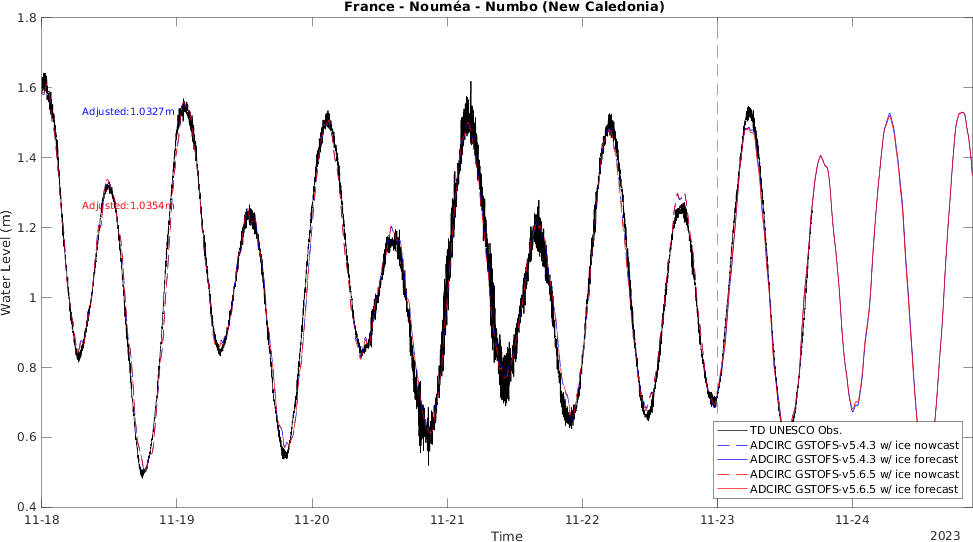 France - Nouméa - Numbo (New Caledonia)
1.8
1.6
1.4
1.2
1
0.8
0.6
0.4
Water Level (m)
Adjusted:1.0327m
Adjusted:1.0354m
TD UNESCO Obs.
ADCIRC GSTOFS-v5.4.3 w/ ice nowcast
ADCIRC GSTOFS-v5.4.3 w/ ice forecast
ADCIRC GSTOFS-v5.6.5 w/ ice nowcast
ADCIRC GSTOFS-v5.6.5 w/ ice forecast
11-18 11-19 11-20 11-21 11-22 11-23 11-24
Time
2023